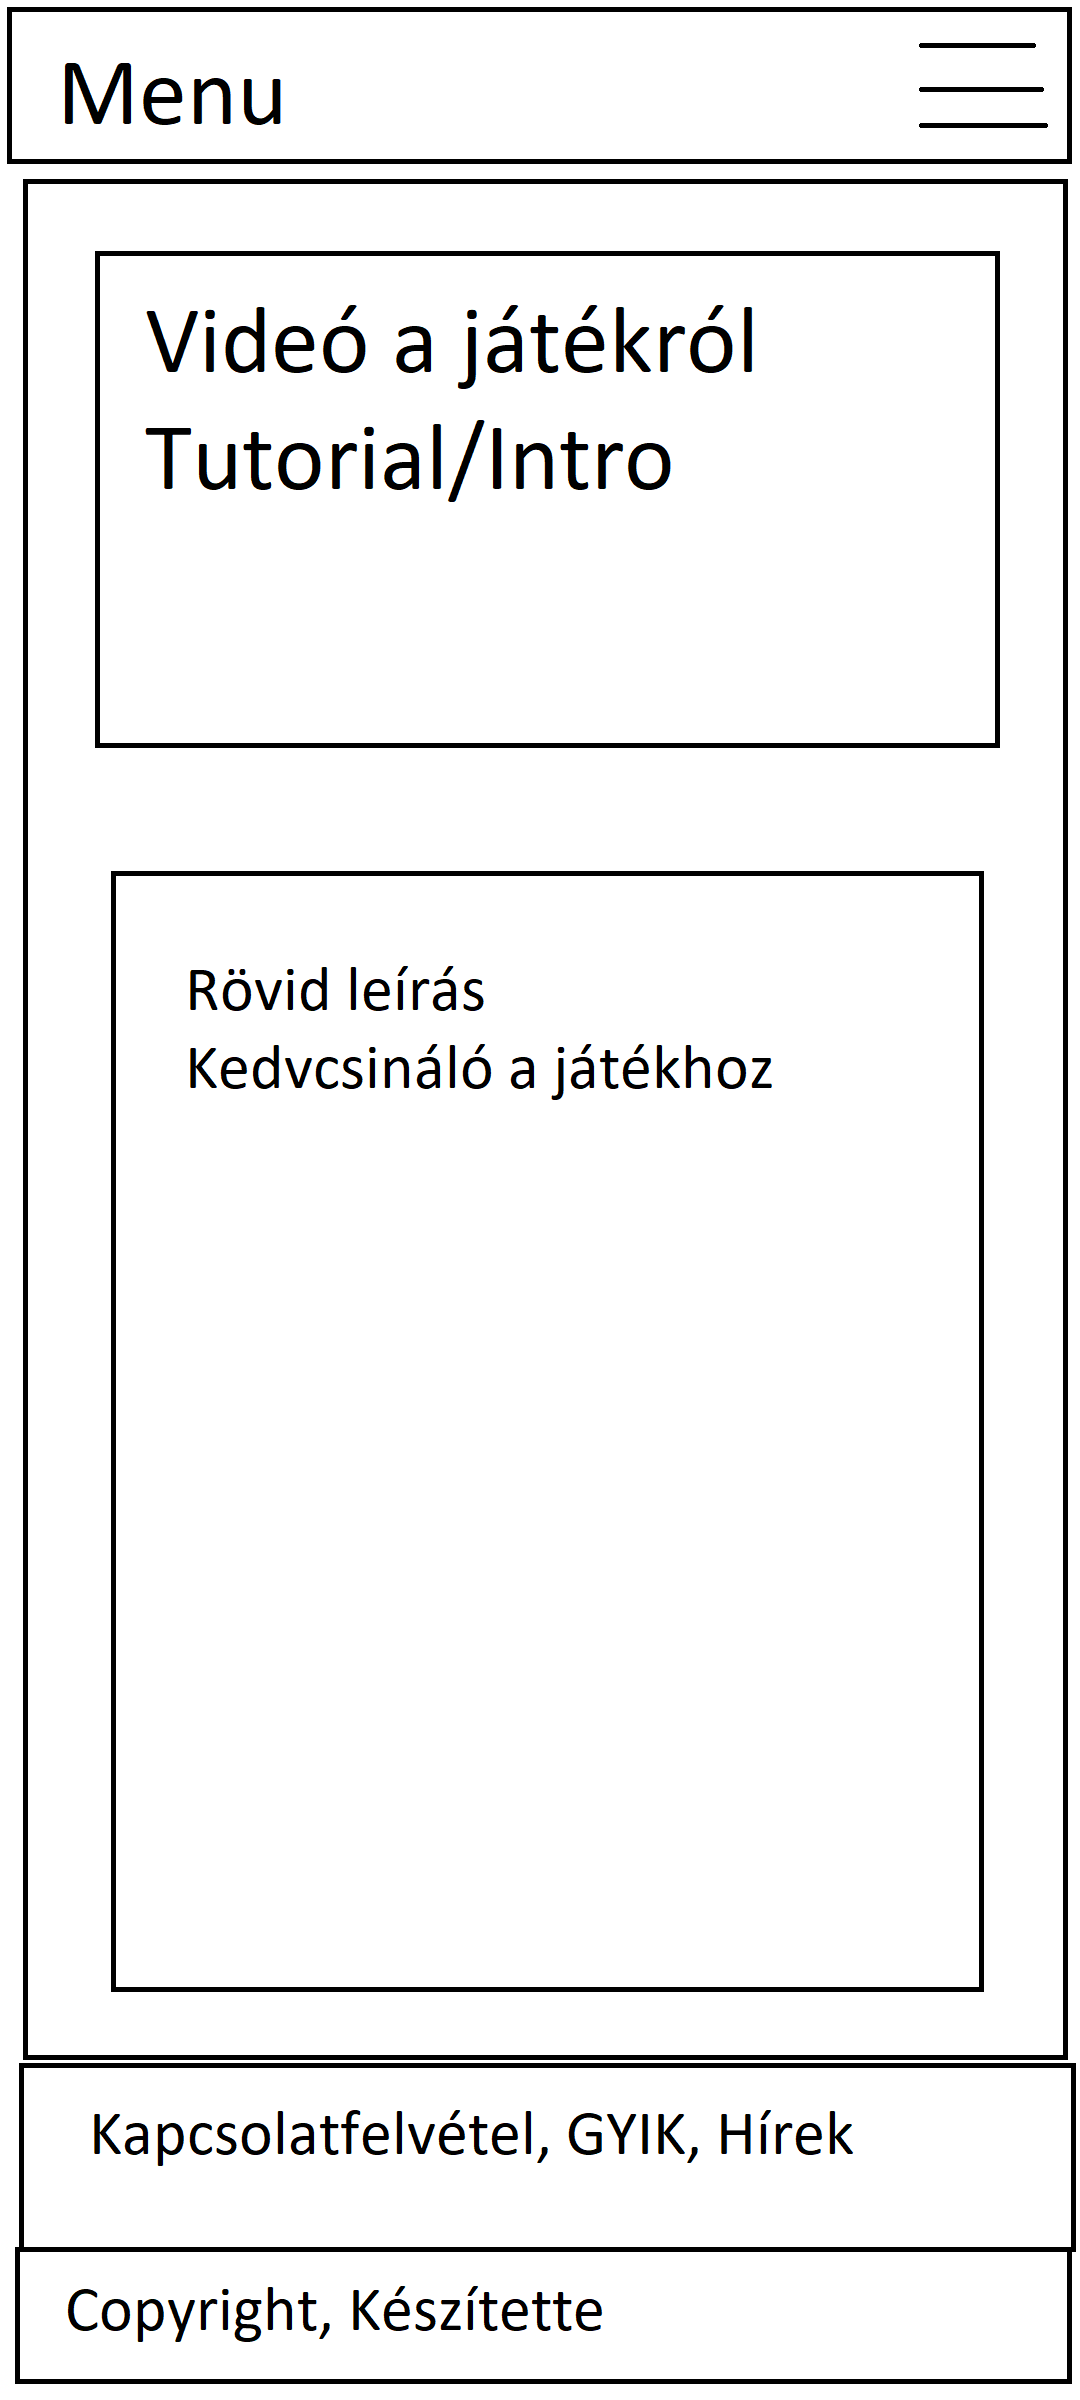 Menu
Videó a játékról
Tutorial/Intro
Rövid leírás
Kedvcsináló a játékhoz
Kapcsolatfelvétel, GYIK, Hírek
Copyright, Készítette